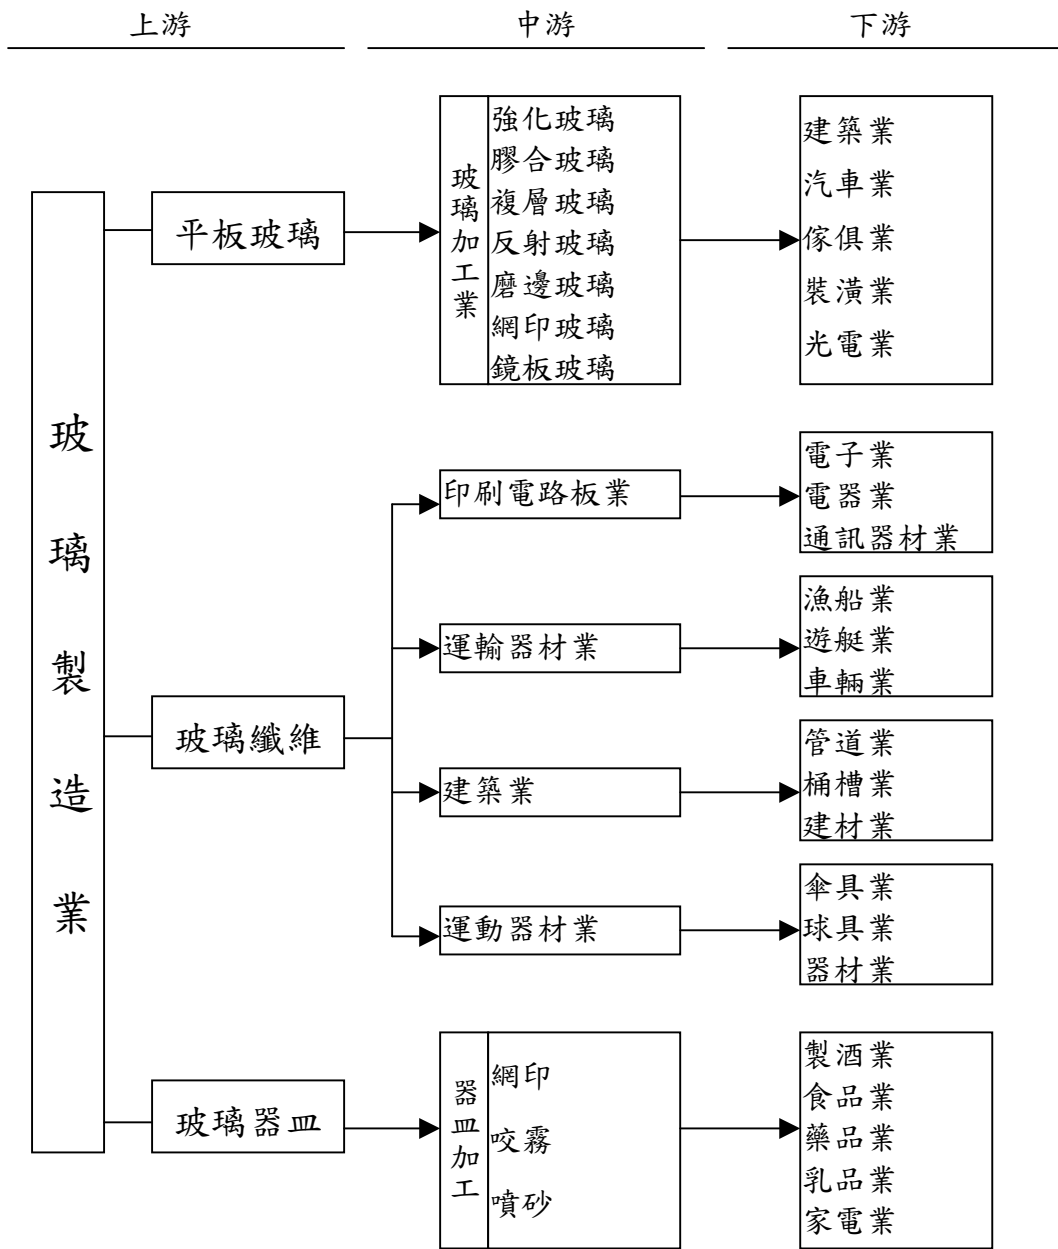 上游
中游
下游
玻璃製造業
平板玻璃
玻璃加工業
強化玻璃
膠合玻璃
複層玻璃
反射玻璃
磨邊玻璃
網印玻璃
鏡板玻璃
建築業
汽車業
傢俱業
裝潢業
光電業
玻璃纖維
印刷電路板業
電子業
電器業
通訊器材業
運輸器材業
漁船業
遊艇業
車輛業
建築業
管道業
桶槽業
建材業
運動器材業
傘具業
球具業
器材業
玻璃器皿
器皿加工
網印
咬霧
噴砂
製酒業
食品業
藥品業
乳品業
家電業